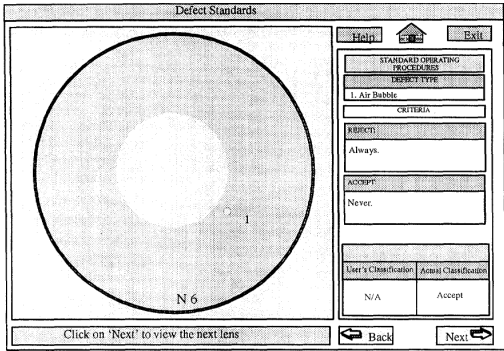 Defect Standards
Help
Exit
STANDARD OPERATING
PROCEDURES
DEFECT TYPE
1. Air Bubble
CRITERIA
REJECT:
Always.
ACCEPT:
Never.
User's Classification
Actual Classification
N/A
Accept
1
N 6
Click on 'Next' to view the next lens
Back
Next